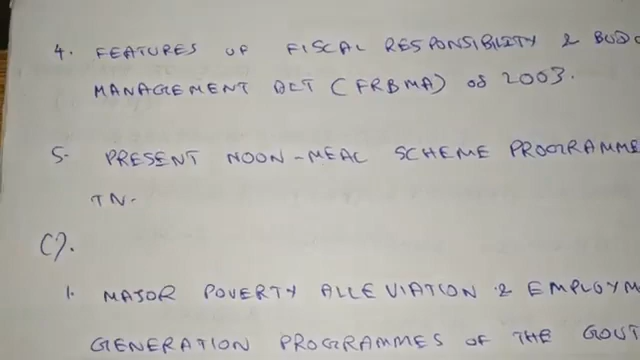 4. FEATURES OF FISCAL RESPONSIBILITY & BUDG
MANAGEMENT ACT (FRBMA) of 2003.
5. PRESENT NOON-MEAL SCHEME PROGRAMME
TN.
C).
1. MAJOR POVERTY ALLEVIATION & EMPLOYM
GENERATION PROGRAMMES OF THE GOVT